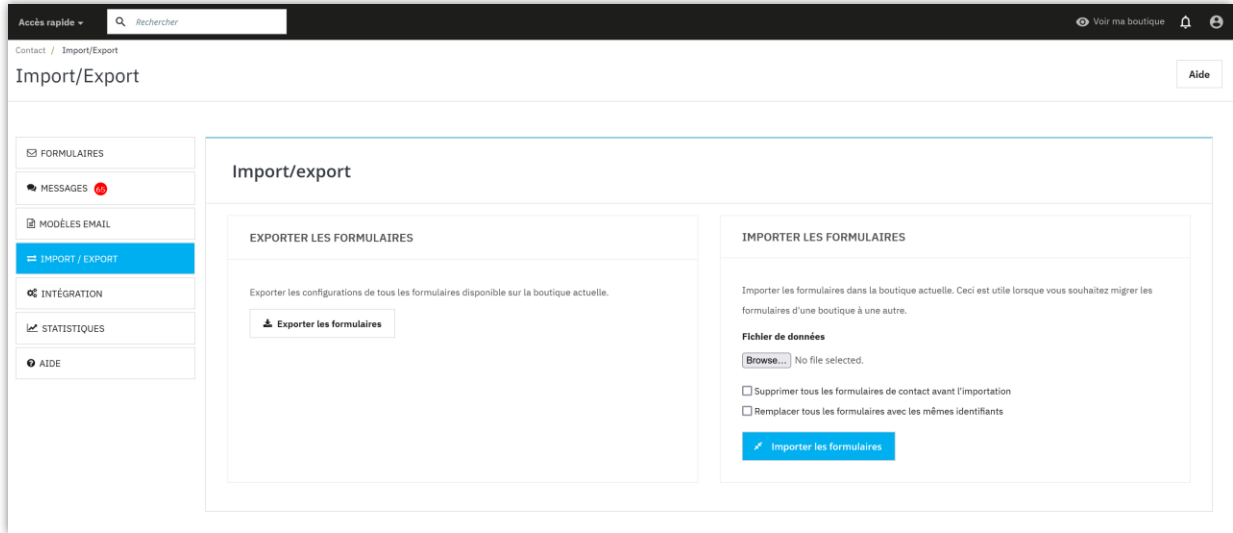 Accès rapide
Rechercher
Voir ma boutique
Contact / Import/Export
Import/Export
Aide
FORMULAIRES
MESSAGES 65
MODÈLES EMAIL
IMPORT / EXPORT
INTÉGRATION
STATISTIQUES
AIDE
Import/export
EXPORTER LES FORMULAIRES
Exporter les configurations de tous les formulaires disponible sur la boutique actuelle.
Exporter les formulaires
IMPORTER LES FORMULAIRES
Importer les formulaires dans la boutique actuelle. Ceci est utile lorsque vous souhaitez migrer les
formulaires d'une boutique à une autre.
Fichier de données
Browse... No file selected.
Supprimer tous les formulaires de contact avant l'importation
Remplacer tous les formulaires avec les mêmes identifiants
Importer les formulaires